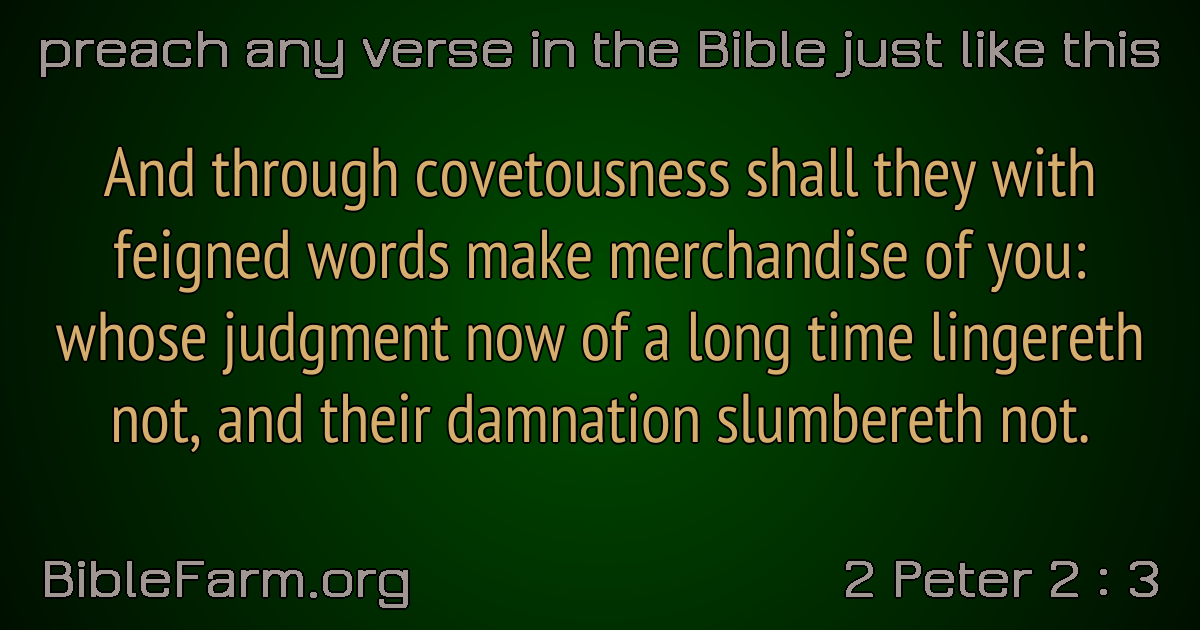 preach any verse in the Bible just like this
And through covetousness shall they with
feigned words make merchandise of you:
whose judgment now of a long time lingereth
not, and their damnation slumbereth not.
BibleFarm.org
2 Peter 2 : 3